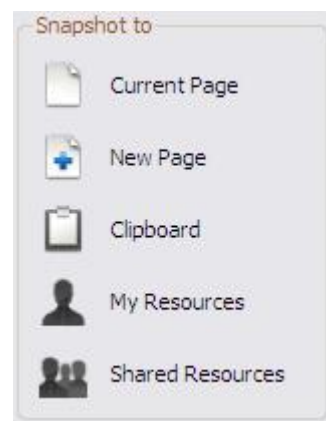 Snapshot to
Current Page
New Page
Clipboard
My Resources
Shared Resources